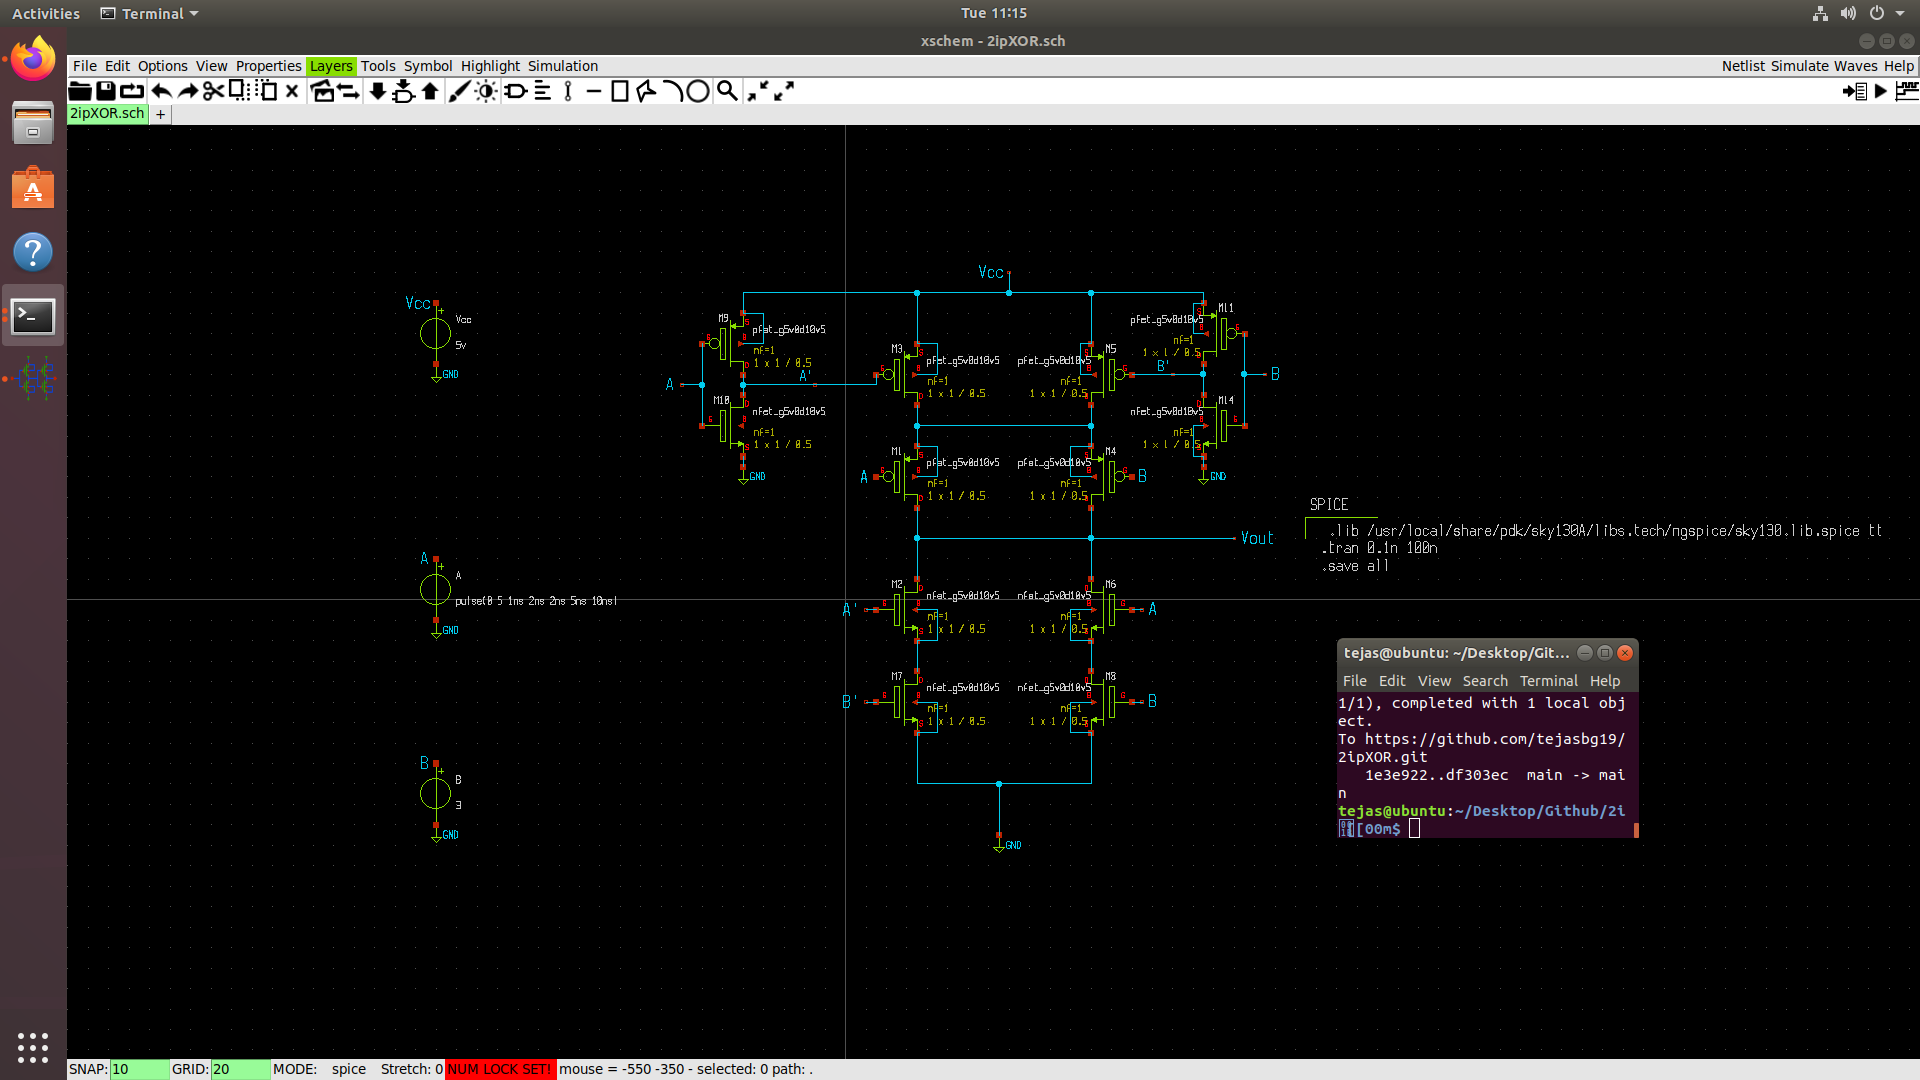 Activities
Terminal
Tue 11:15
xschem - 2ipXOR.sch
File Edit Options View Properties Layers Tools Symbol Highlight Simulation
Netlist Simulate Waves Help
2ipXOR.sch
+
Vcc
Vcc
5v
GND
A
A
pulse(0 5 1ns 2ns 2ns 5ns 10ns)
GND
B
B
3
GND
Vcc
M9
pfet_g5v0d10v5
nf=1
1 x 1 / 0.5
A
A'
M10
nfet_g5v0d10v5
nf=1
1 x 1 / 0.5
GND
M3
pfet_g5v0d10v5
nf=1
1 x 1 / 0.5
M5
pfet_g5v0d10v5
nf=1
1 x 1 / 0.5
M11
pfet_g5v0d10v5
nf=1
1 x 1 / 0.5
B'
B
M14
nfet_g5v0d10v5
nf=1
1 x 1 / 0.5
GND
M1
A
pfet_g5v0d10v5
nf=1
1 x 1 / 0.5
M4
B
pfet_g5v0d10v5
nf=1
1 x 1 / 0.5
Vout
M2
A'
nfet_g5v0d10v5
nf=1
1 x 1 / 0.5
M6
A
nfet_g5v0d10v5
nf=1
1 x 1 / 0.5
M7
B'
nfet_g5v0d10v5
nf=1
1 x 1 / 0.5
M8
B
nfet_g5v0d10v5
nf=1
1 x 1 / 0.5
GND
SPICE
.lib /usr/local/share/pdk/sky130A/libs.tech/ngspice/sky130.lib.spice tt
.tran 0.1n 100n
.save all
tejas@ubuntu: ~/Desktop/Git...
File Edit View Search Terminal Help
1/1), completed with 1 local obj
ect.
To https://github.com/tejasbg19/
2ipXOR.git
1e3e922..df303ec main -> mai
n
tejas@ubuntu:~/Desktop/Github/2i
[00m$
SNAP: 10 GRID: 20 MODE: spice Stretch: 0 NUM LOCK SET! mouse = -550 -350 - selected: 0 path: .